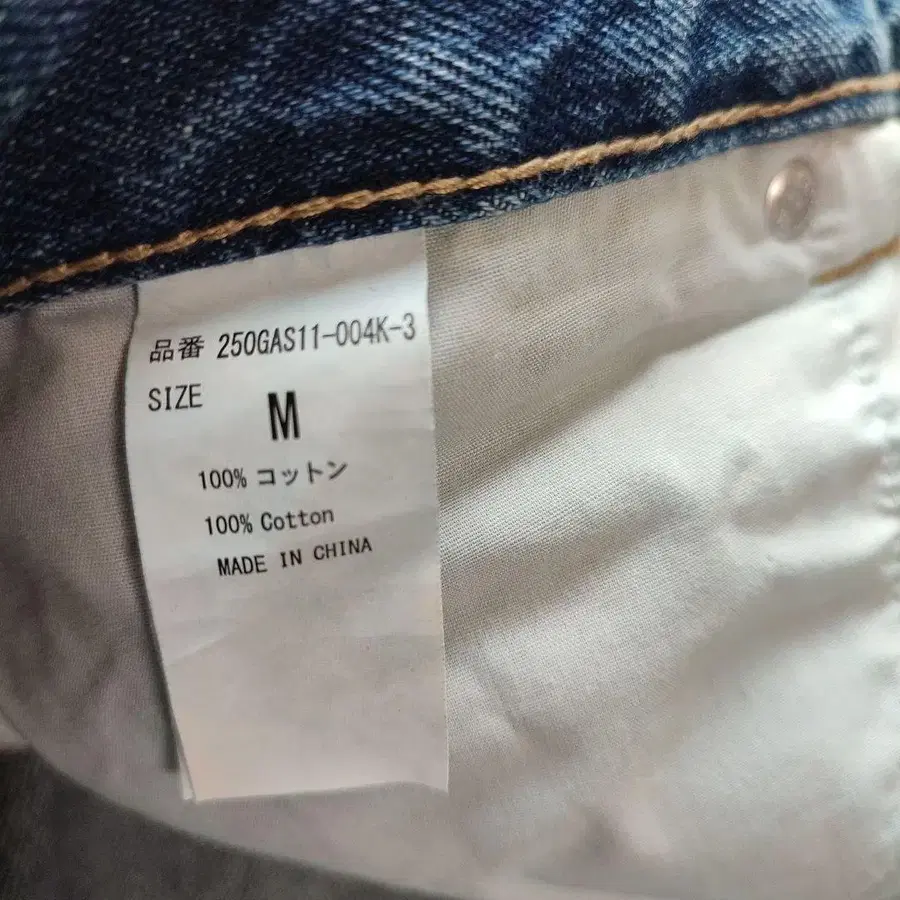 品番 250GAS11-004K-3
SIZE
M
100% コットン
100% Cotton
MADE IN CHINA